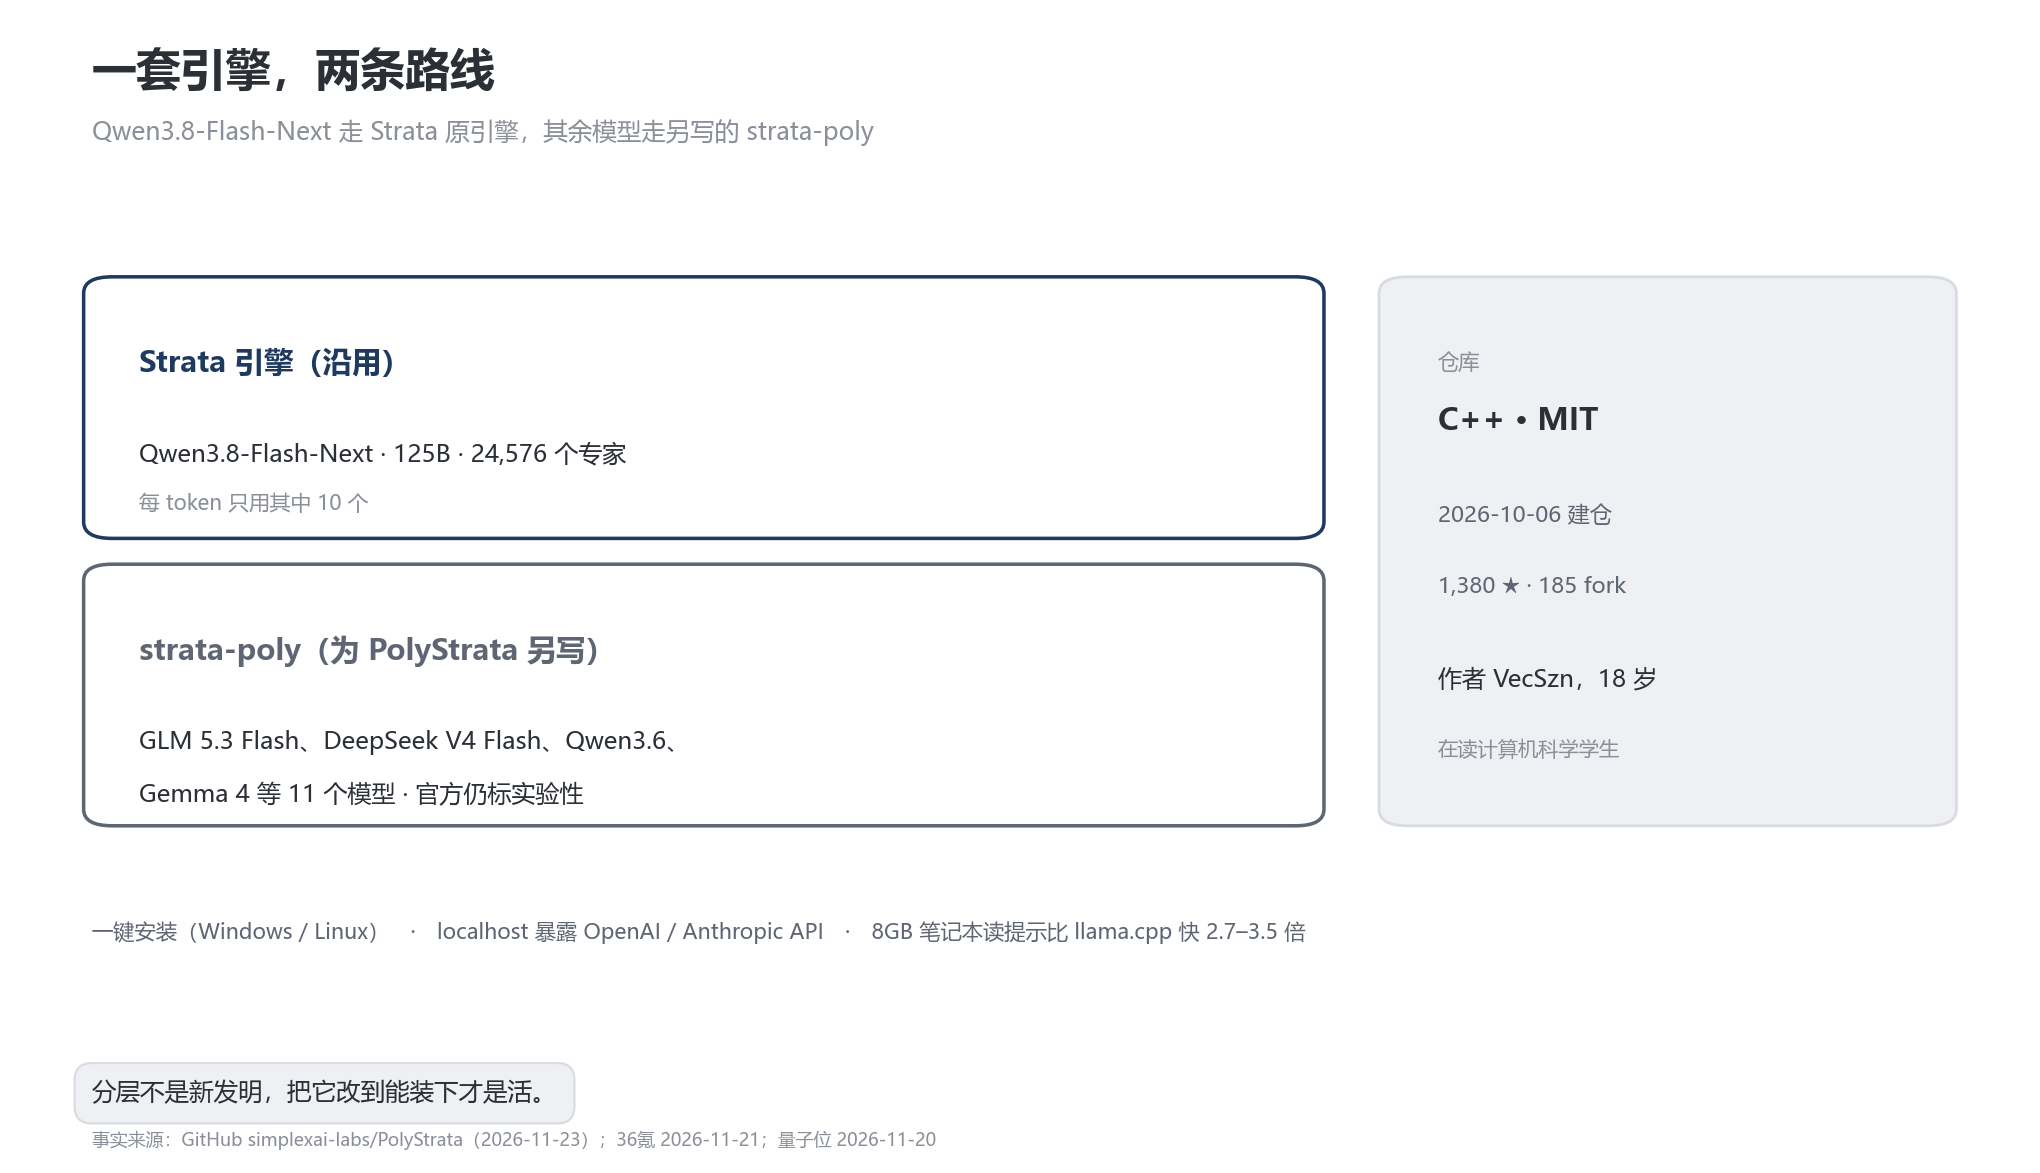 一套引擎，两条路线
Qwen3.8-Flash-Next 走 Strata 原引擎，其余模型走另写的 strata-poly
Strata 引擎（沿用）
Qwen3.8-Flash-Next · 125B · 24,576 个专家
每 token 只用其中 10 个
strata-poly（为 PolyStrata 另写）
GLM 5.3 Flash、DeepSeek V4 Flash、Qwen3.6、
Gemma 4 等 11 个模型 · 官方仍标实验性
仓库
C++ • MIT
2026-10-06 建仓
1,380 ★ · 185 fork
作者 VecSzn，18 岁
在读计算机科学学生
一键安装（Windows / Linux） · localhost 暴露 OpenAI / Anthropic API · 8GB 笔记本读提示比 llama.cpp 快 2.7–3.5 倍
分层不是新发明，把它改到能装下才是活。
事实来源：GitHub simplexai-labs/PolyStrata（2026-11-23）；36氪 2026-11-21；量子位 2026-11-20